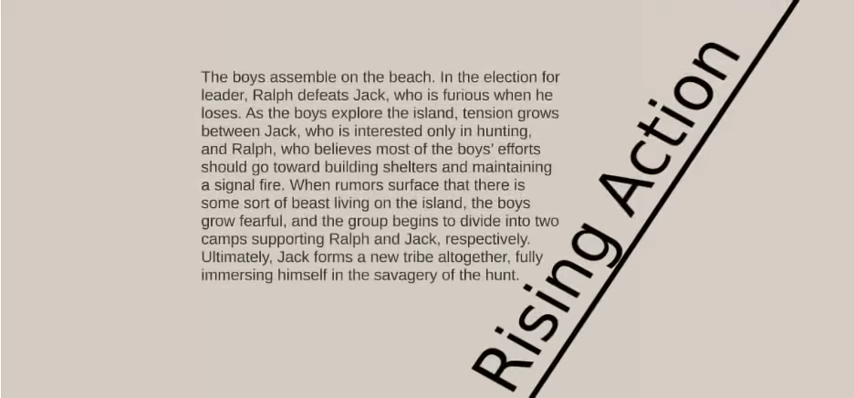 The boys assemble on the beach. In the election for
leader, Ralph defeats Jack, who is furious when he
loses. As the boys explore the island, tension grows
between Jack, who is interested only in hunting,
and Ralph, who believes most of the boys' efforts
should go toward building shelters and maintaining
a signal fire. When rumors surface that there is
some sort of beast living on the island, the boys
grow fearful, and the group begins to divide into two
camps supporting Ralph and Jack, respectively.
Ultimately, Jack forms a new tribe altogether, fully
immersing himself in the savagery of the hunt.
Rising Action